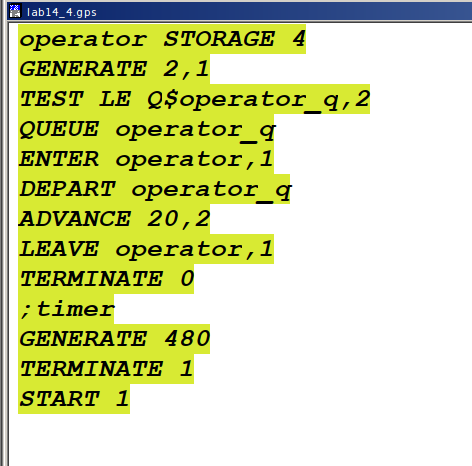 lab14_4.gps
operator STORAGE 4
GENERATE 2,1
TEST LE Q$operator_q,2
QUEUE operator_q
ENTER operator,1
DEPART operator_q
ADVANCE 20,2
LEAVE operator,1
TERMINATE 0
;timer
GENERATE 480
TERMINATE 1
START 1